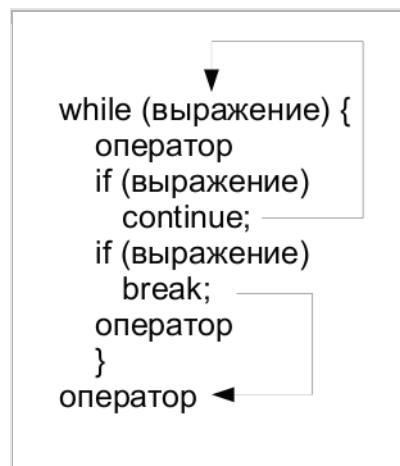 while (выражение) {
оператор
if (выражение)
continue;
if (выражение)
break;
оператор
}
оператор